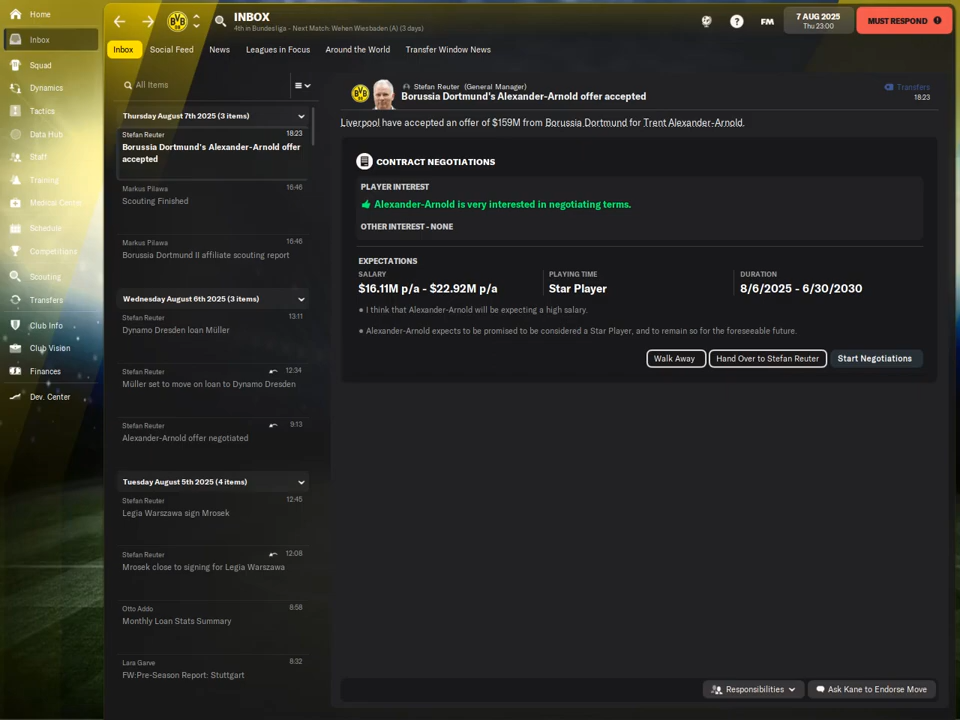 INBOX
4th in Bundesliga - Next Match: Wehen Wiesbaden (A) (3 days)
FM
7 AUG 2025
Thu 23:00
MUST RESPOND
Home
Inbox
Squad
Dynamics
Tactics
Data Hub
Staff
Training
Medical Centre
Schedule
Competitions
Scouting
Transfers
Club Info
Club Vision
Finances
Dev. Center
Inbox
Social Feed
News
Leagues in Focus
Around the World
Transfer Window News
All Items
Thursday August 7th 2025 (3 items)
Stefan Reuter 18:23
Borussia Dortmund's Alexander-Arnold offer
accepted
Markus Pilawa 16:46
Scouting Finished
Markus Pilawa 16:46
Borussia Dortmund II affiliate scouting report
Wednesday August 6th 2025 (3 items)
Stefan Reuter 13:11
Dynamo Dresden loan Müller
Stefan Reuter 12:34
Müller set to move on loan to Dynamo Dresden
Stefan Reuter 9:13
Alexander-Arnold offer negotiated
Tuesday August 5th 2025 (4 items)
Stefan Reuter 12:45
Legia Warszawa sign Mrosek
Stefan Reuter 12:08
Mrosek close to signing for Legia Warszawa
Otto Addo 8:58
Monthly Loan Stats Summary
Lara Garve 8:32
FW:Pre-Season Report: Stuttgart
BVB 09
Stefan Reuter (General Manager)
Borussia Dortmund's Alexander-Arnold offer accepted
Transfers
18:23
Liverpool have accepted an offer of $159M from Borussia Dortmund for Trent Alexander-Arnold.
CONTRACT NEGOTIATIONS
PLAYER INTEREST
Alexander-Arnold is very interested in negotiating terms.
OTHER INTEREST - NONE
EXPECTATIONS
SALARY
$16.11M p/a - $22.92M p/a
PLAYING TIME
Star Player
DURATION
8/6/2025 - 6/30/2030
I think that Alexander-Arnold will be expecting a high salary.
Alexander-Arnold expects to be promised to be considered a Star Player, and to remain so for the foreseeable future.
Walk Away
Hand Over to Stefan Reuter
Start Negotiations
Responsibilities
Ask Kane to Endorse Move